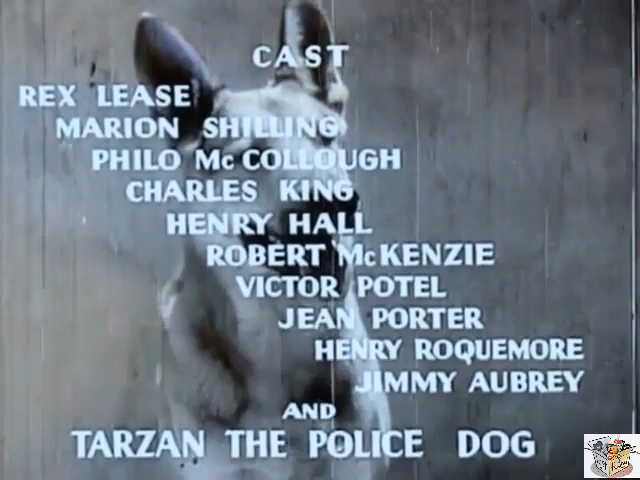 CAST
REX LEASE
MARION SHILLING
PHILO McCOLLOUGH
CHARLES KING
HENRY HALL
ROBERT McKENZIE
VICTOR POTEL
JEAN PORTER
HENRY ROQUEMORE
JIMMY AUBREY
AND
TARZAN THE POLICE DOG